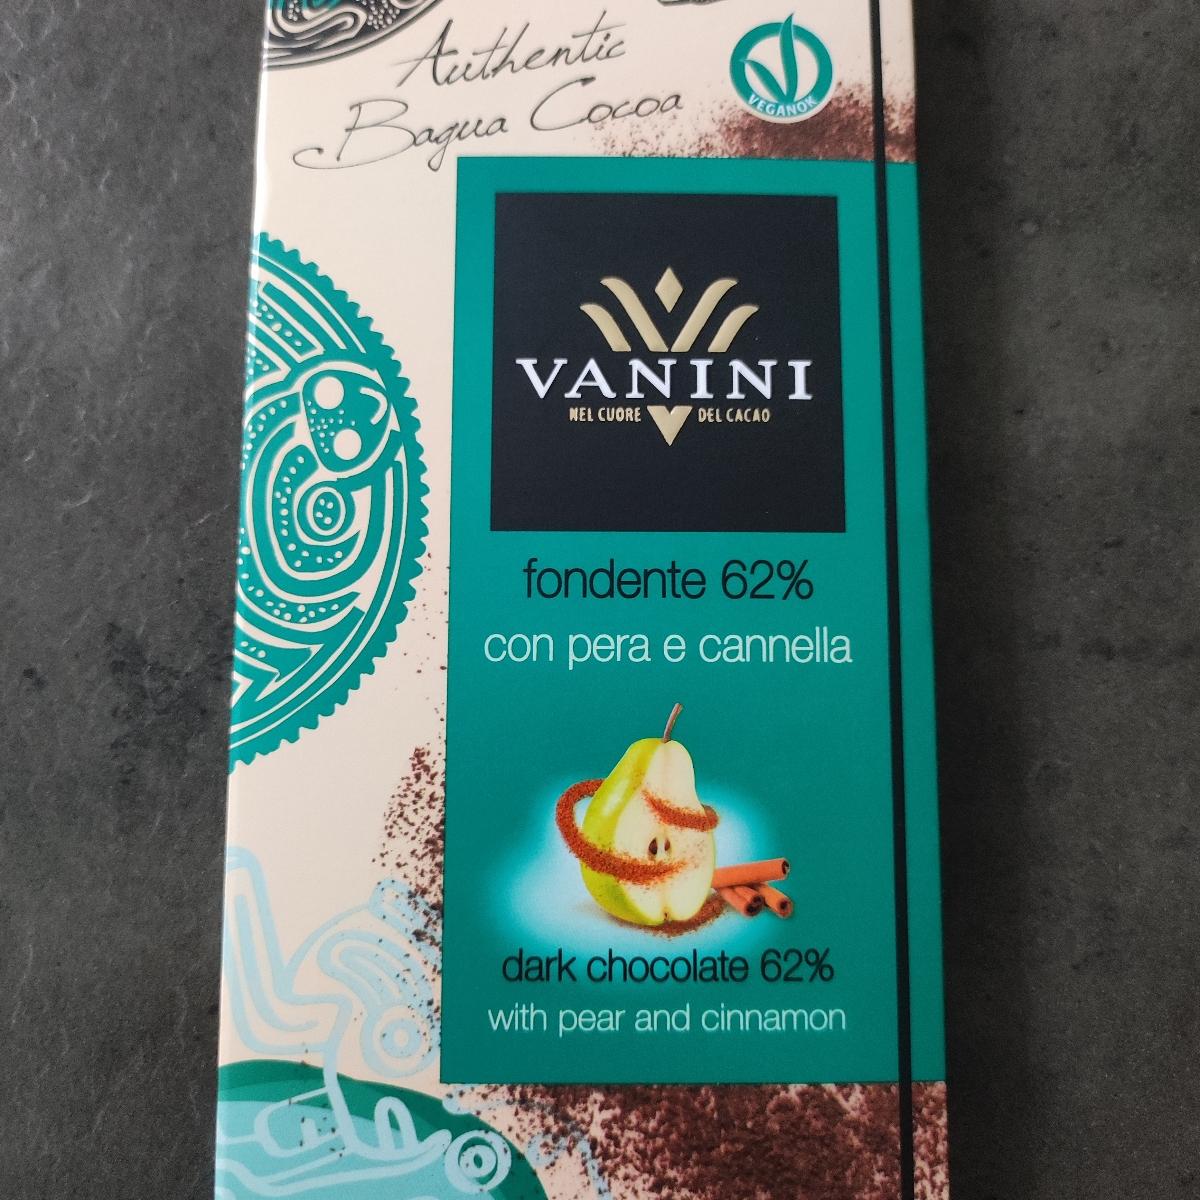 Authentic
Bagua Cocoa
VEGANOK
VANINI
NEL CUORE DEL CACAO
fondente 62%
con pera e cannella
dark chocolate 62%
with pear and cinnamon